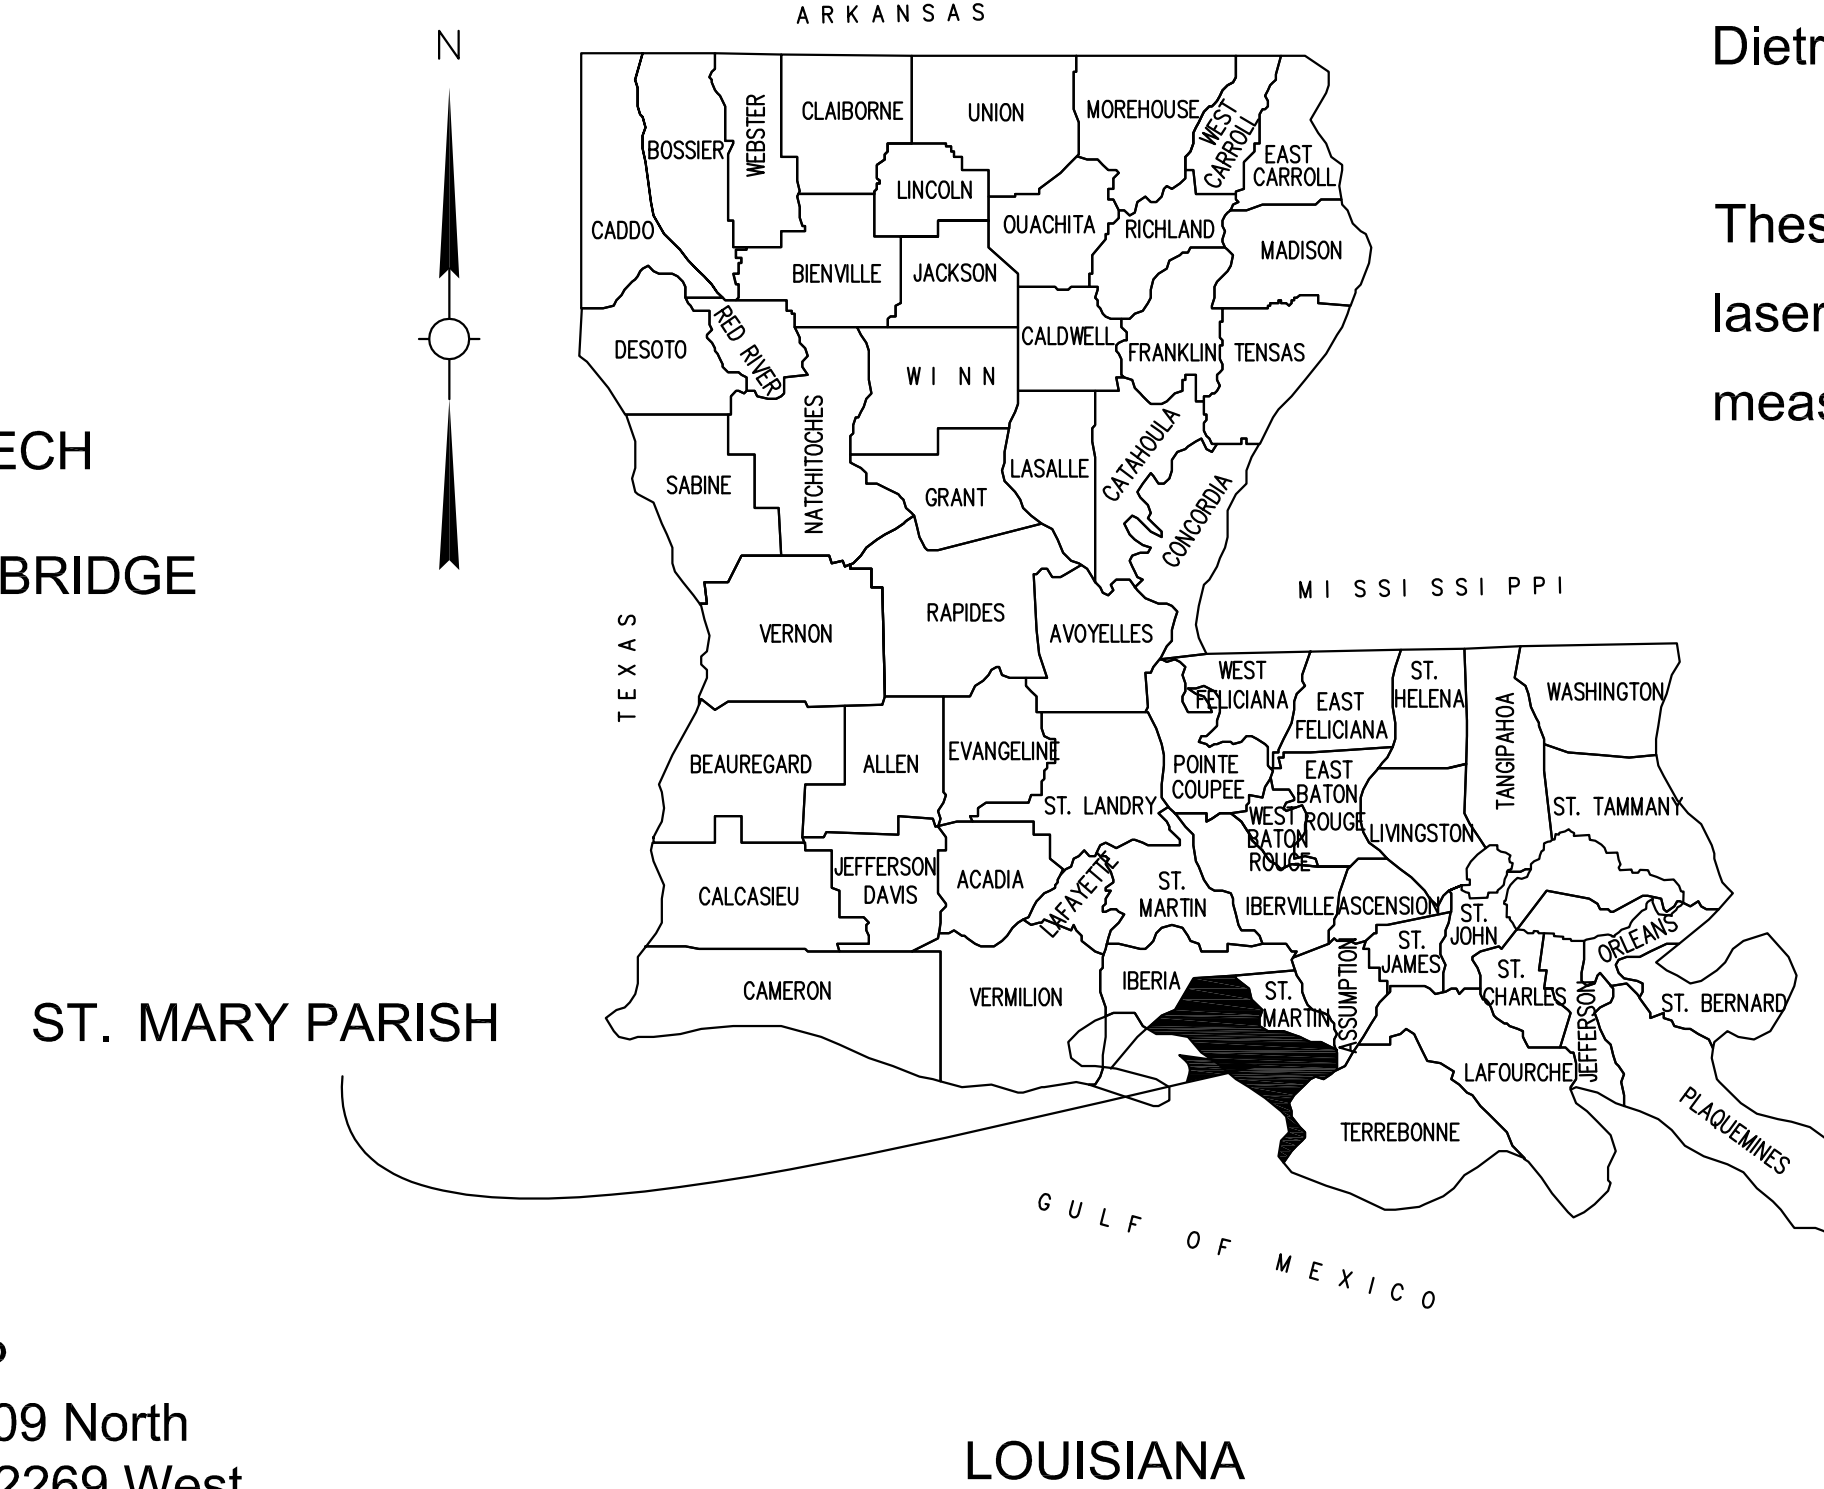 ARKANSAS
N
Dietr
CLAIBORNE
UNION
MOREHOUSE
WEBSTER
WEST
CARROLL
BOSSIER
EAST
CARROLL
LINCOLN
CADDO
OUACHITA
RICHLAND
Thes
MADISON
BIENVILLE
JACKSON
laser
RED RIVER
CALDWELL
DESOTO
FRANKLIN
TENSAS
WINN
meas
NATCHITOCHES
CATAHOULA
ECH
LASALLE
SABINE
GRANT
CONCORDIA
BRIDGE
MISSISSIPPI
TEXAS
RAPIDES
VERNON
AVOYELLES
WEST
FELICIANA
ST.
HELENA
EAST
FELICIANA
WASHINGTON
TANGIPAHOA
BEAUREGARD
ALLEN
EVANGELINE
POINTE
COUPEE
EAST
BATON
ROUGE
ST. LANDRY
ST. TAMMANY
WEST
BATON
ROUGE
LIVINGSTON
JEFFERSON
DAVIS
ACADIA
LAFAYETTE
ST.
MARTIN
CALCASIEU
IBERVILLE
ASCENSION
ST.
JOHN
ORLEANS
ST.
JAMES
ASSUMPTION
ST.
CHARLES
IBERIA
CAMERON
VERMILION
ST.
MARTIN
ST. BERNARD
ST. MARY PARISH
JEFFERSON
LAFOURCHE
PLAQUEMINES
TERREBONNE
GULF OF MEXICO
09 North
LOUISIANA
2269 West